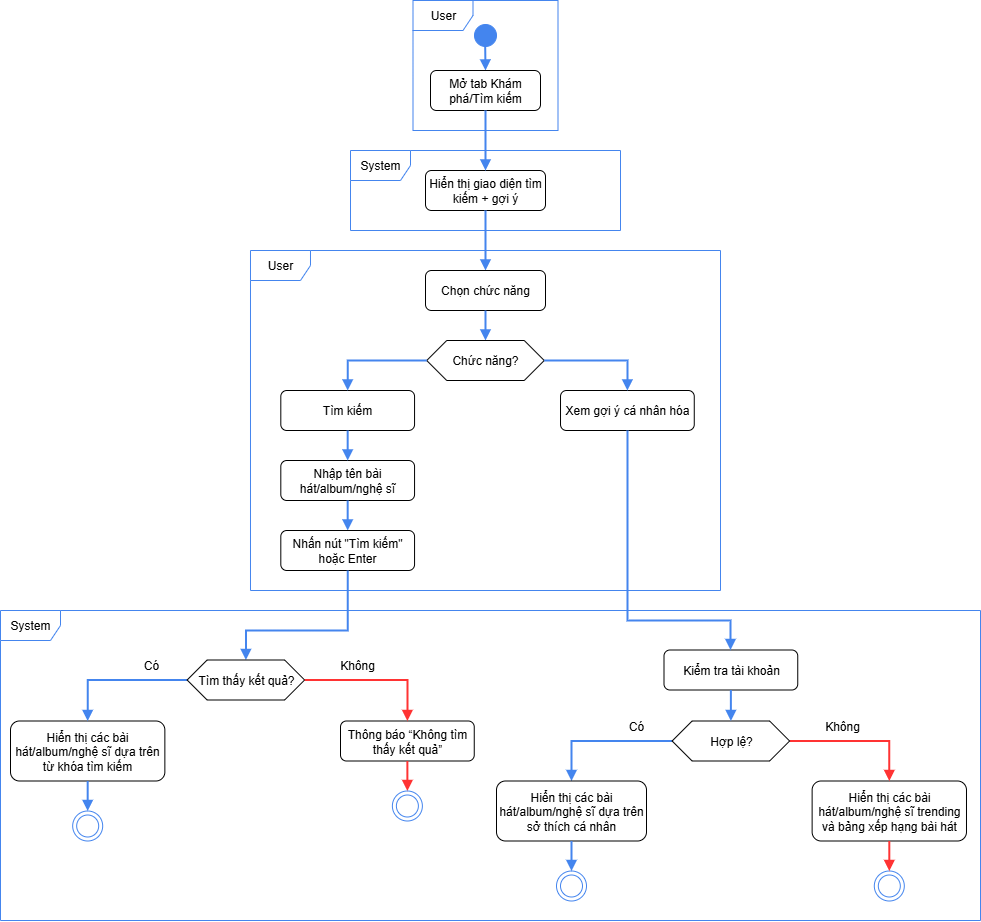 User
Mở tab Khám
phá/Tìm kiếm
System
Hiển thị giao diện tìm
kiếm + gợi ý
User
Chọn chức năng
Chức năng?
Tìm kiếm
Xem gợi ý cá nhân hóa
Nhập tên bài
hát/album/nghệ sĩ
Nhấn nút "Tìm kiếm"
hoặc Enter
System
Có
Tìm thấy kết quả?
Không
Kiểm tra tài khoản
Hiển thị các bài
hát/album/nghệ sĩ dựa trên
từ khóa tìm kiếm
Thông báo “Không tìm
thấy kết quả”
Có
Hợp lệ?
Không
Hiển thị các bài
hát/album/nghệ sĩ dựa trên
sở thích cá nhân
Hiển thị các bài
hát/album/nghệ sĩ trending
và bảng xếp hạng bài hát